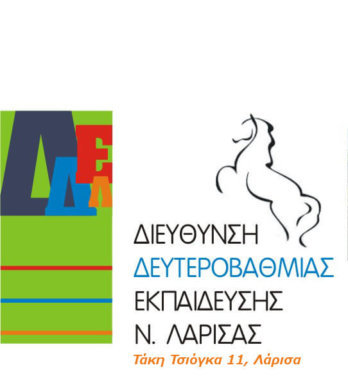 Δ
Ε
Δ
Λ
ΔΙΕΥΘΥΝΣΗ
ΔΕΥΤΕΡΟΒΑΘΜΙΑΣ
ΕΚΠΑΙΔΕΥΣΗΣ
Ν. ΛΑΡΙΣΑΣ
Τάκη Τσιόγκα 11, Λάρισα